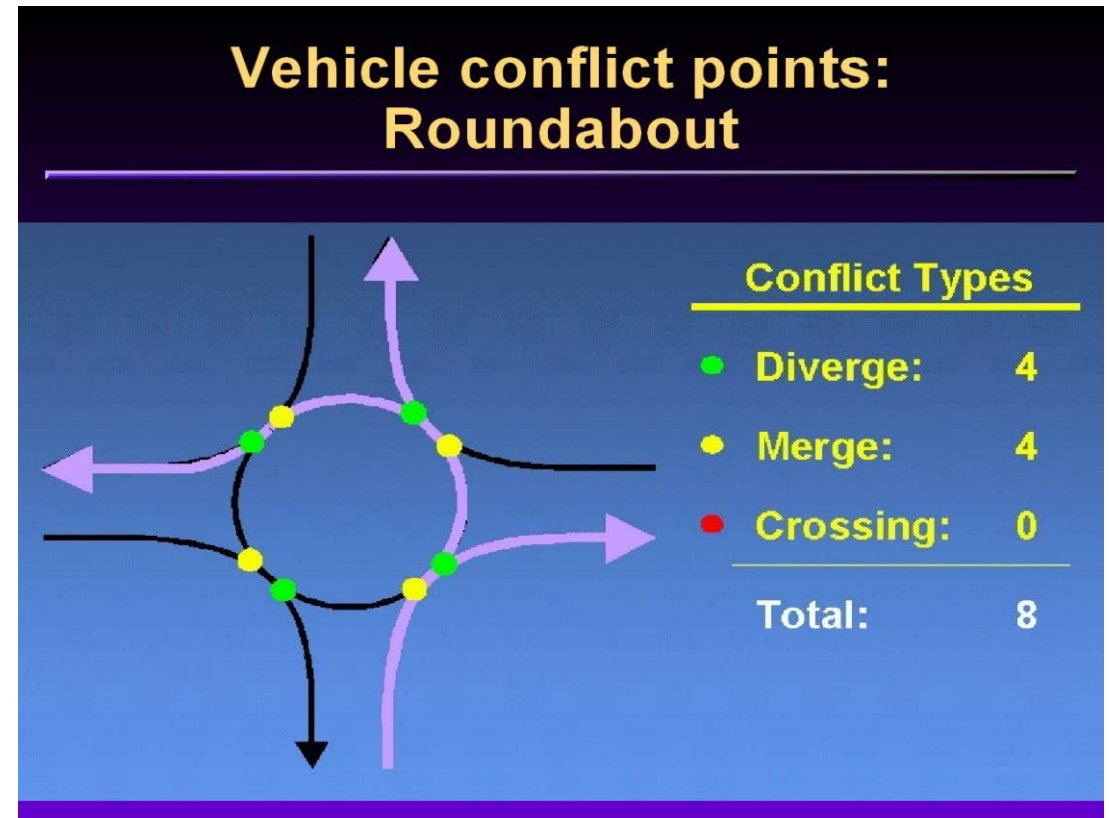 Vehicle conflict points:
Roundabout
Conflict Types
Diverge: 4
Merge: 4
Crossing: 0
Total: 8